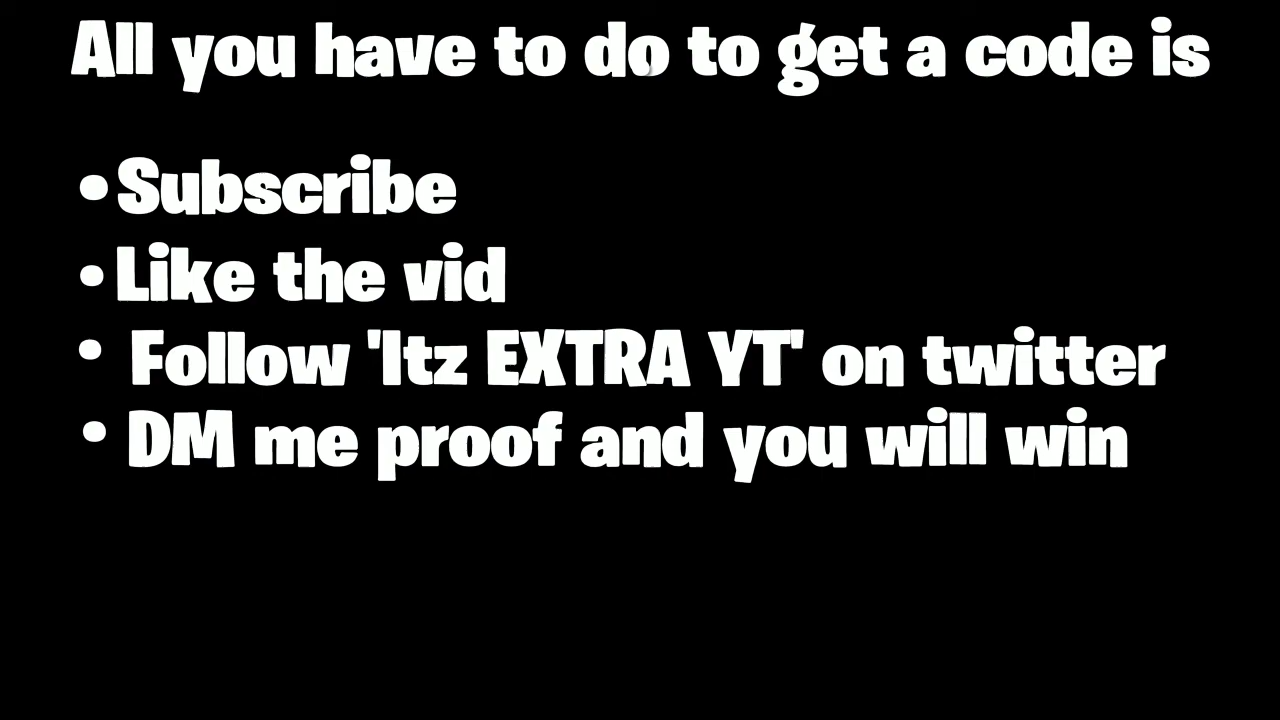 All you have to do to get a code is
•Subscribe
•Like the vid
• Follow 'Itz EXTRA YT' on twitter
• DM me proof and you will win